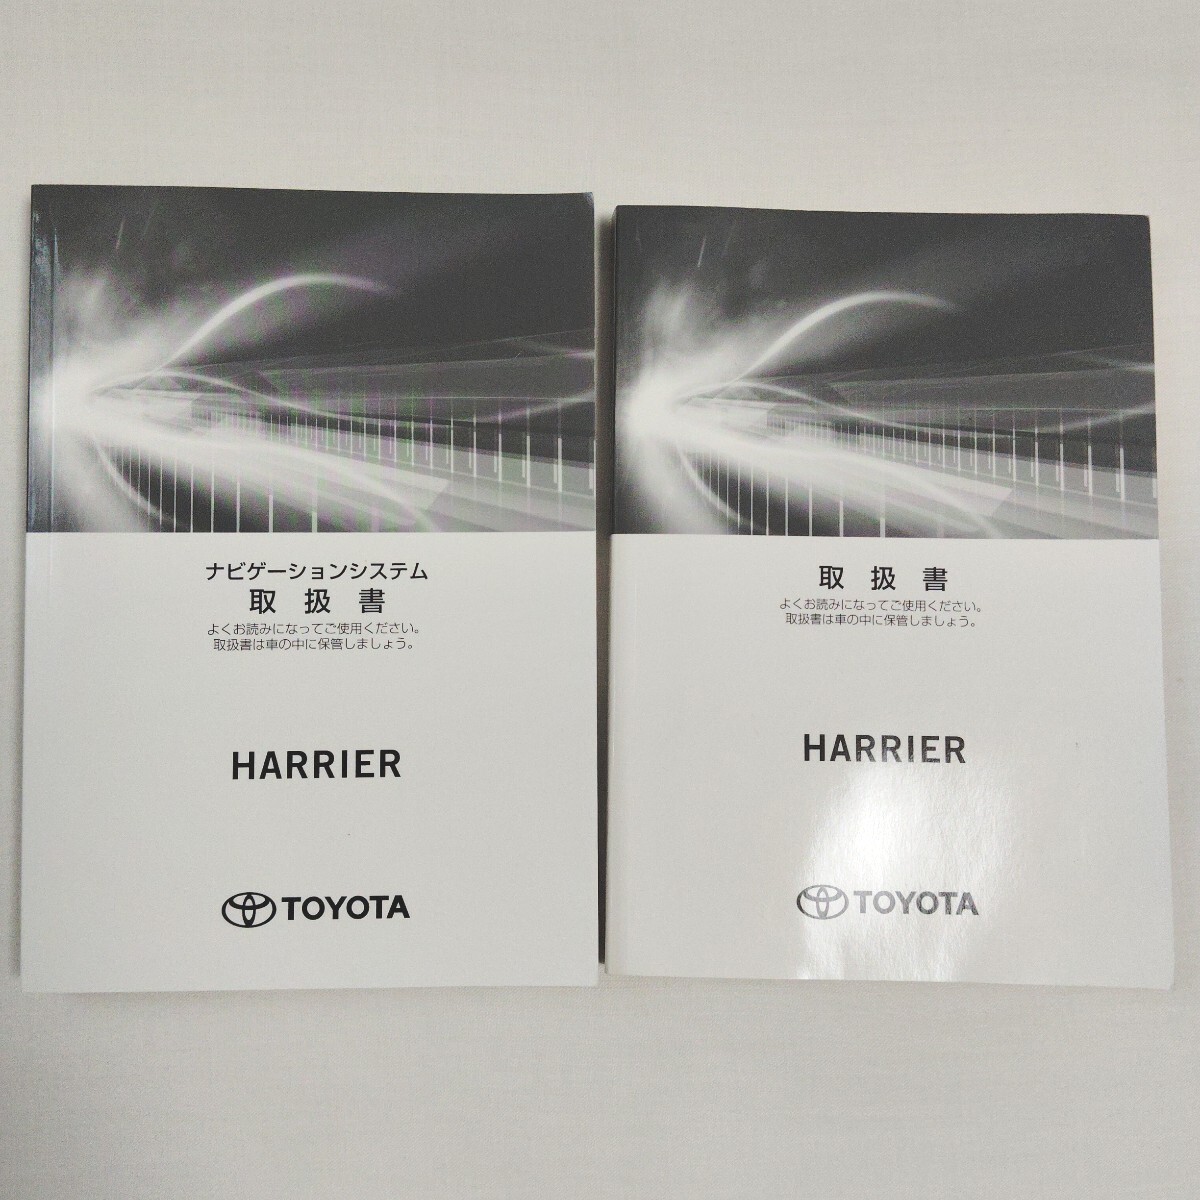 ナビゲーションシステム
取扱書
よくお読みになってご使用ください。
取扱書は車の中に保管しましょう。
HARRIER
TOYOTA
取扱書
よくお読みになってご使用ください。
取扱書は車の中に保管しましょう。
HARRIER
TOYOTA